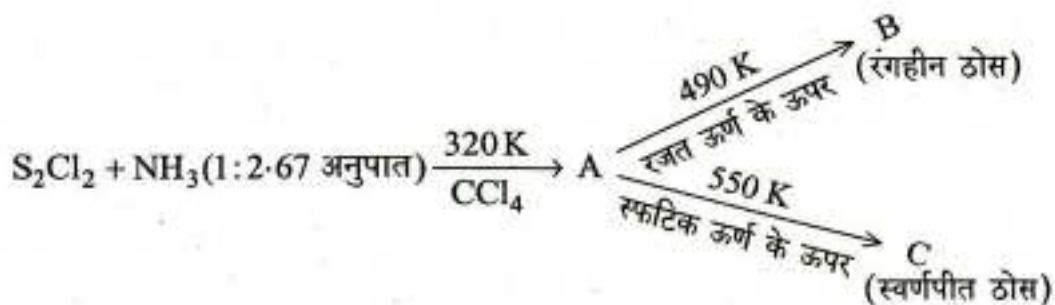 S₂Cl₂ + NH₃ (1:2·67 अनुपात) 320 K CCl₄ → A
490 K
रजत ऊर्ण के ऊपर
B
(रंगहीन ठोस)
550 K
स्फटिक ऊर्ण के ऊपर
C
(स्वर्णपीत ठोस)